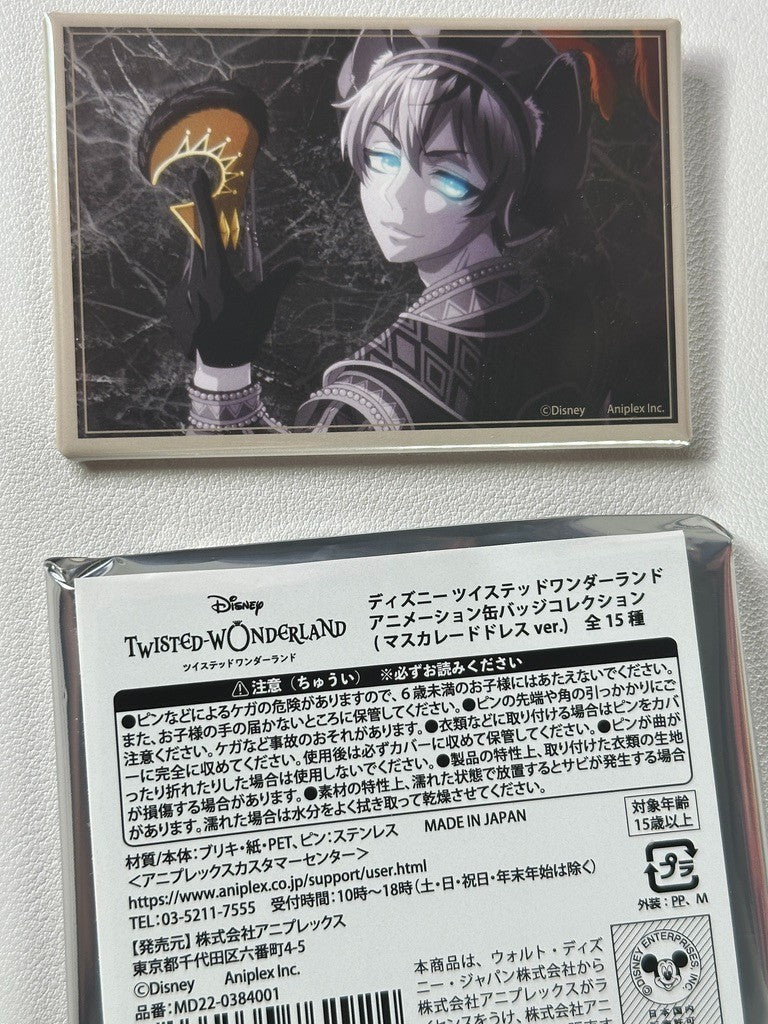 ©Disney Aniplex Inc.
Disney
TWISTED-WONDERLAND
ツイステッドワンダーランド
ディズニー ツイステッドワンダーランド
アニメーション缶バッジコレクション
(マスカレードドレス ver.) 全15種
⚠注意（ちゅうい） ※必ずお読みください
●ピンなどによるケガの危険がありますので、6歳未満のお子様にはあたえないでください。
また、お子様の手の届かないところに保管してください。●ピンの先端や角の引っかかりにご
注意ください。ケガなど事故のおそれがあります。●衣類などに取り付ける場合はピンをカバ
ーに完全に収めてください。使用後は必ずカバーに収めて保管してください。●ピンが曲が
ったり折れたりした場合は使用しないでください。●製品の特性上、取り付けた衣類の生地
が損傷する場合があります。●素材の特性上、濡れた状態で放置するとサビが発生する場合
があります。濡れた場合は水分をよく拭き取って乾燥させてください。
材質/本体：ブリキ・紙・PET、ピン：ステンレス MADE IN JAPAN
対象年齢
15歳以上
＜アニプレックスカスタマーセンター＞
https://www.aniplex.co.jp/support/user.html
TEL：03-5211-7555 受付時間：10時～18時（土・日・祝日・年末年始は除く）
プラ
外装：PP、M
【発売元】株式会社アニプレックス
東京都千代田区六番町4-5
©Disney Aniplex Inc.
品番：MD22-0384001
本商品は、ウォルト・ディズ
ニー・ジャパン株式会社から
株式会社アニプレックスがラ
イセンスをうけ、株式会社アニ
©DISNEY ENTERPRISES, INC
日本国内